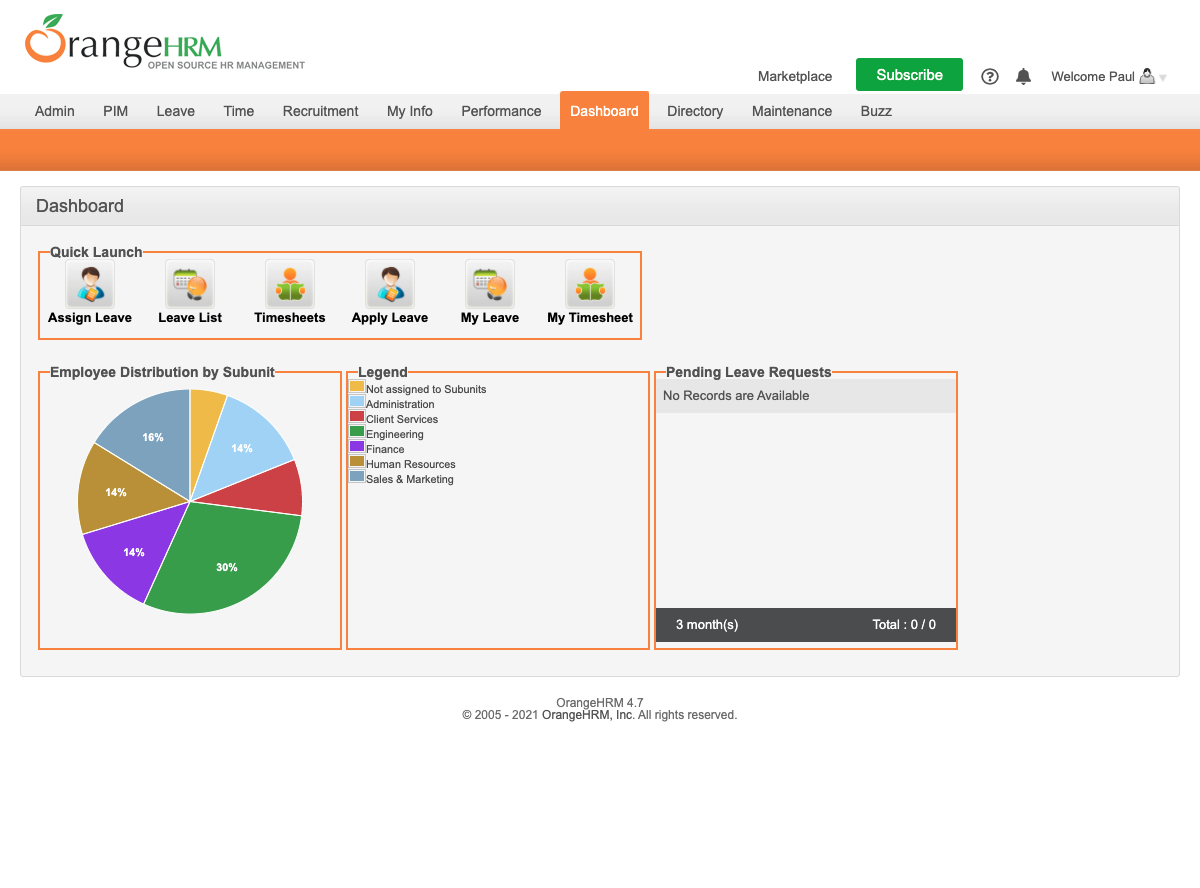 OrangeHRM
OPEN SOURCE HR MANAGEMENT
Marketplace Subscribe ? Welcome Paul
Admin PIM Leave Time Recruitment My Info Performance Dashboard Directory Maintenance Buzz
Dashboard
Quick Launch
Assign Leave Leave List Timesheets Apply Leave My Leave My Timesheet
Employee Distribution by Subunit
16%
14%
14%
14%
30%
Legend
Not assigned to Subunits
Administration
Client Services
Engineering
Finance
Human Resources
Sales & Marketing
Pending Leave Requests
No Records are Available
3 month(s) Total : 0 / 0
OrangeHRM 4.7
© 2005 - 2021 OrangeHRM, Inc. All rights reserved.